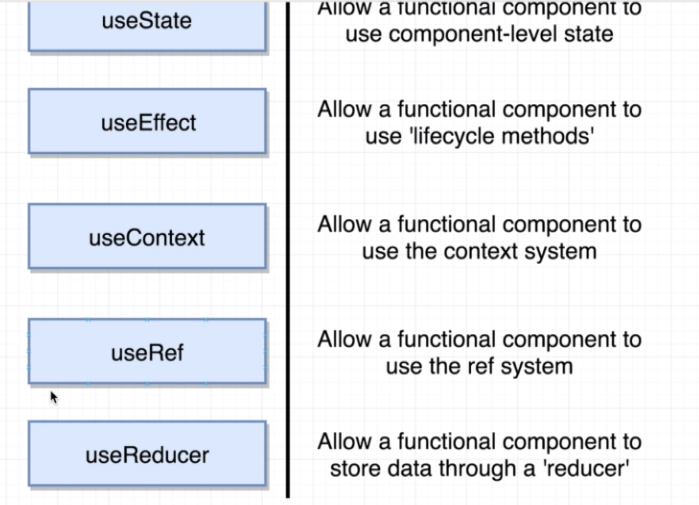 useState
Allow a functional component to
use component-level state
useEffect
Allow a functional component to
use 'lifecycle methods'
useContext
Allow a functional component to
use the context system
useRef
Allow a functional component to
use the ref system
useReducer
Allow a functional component to
store data through a 'reducer'